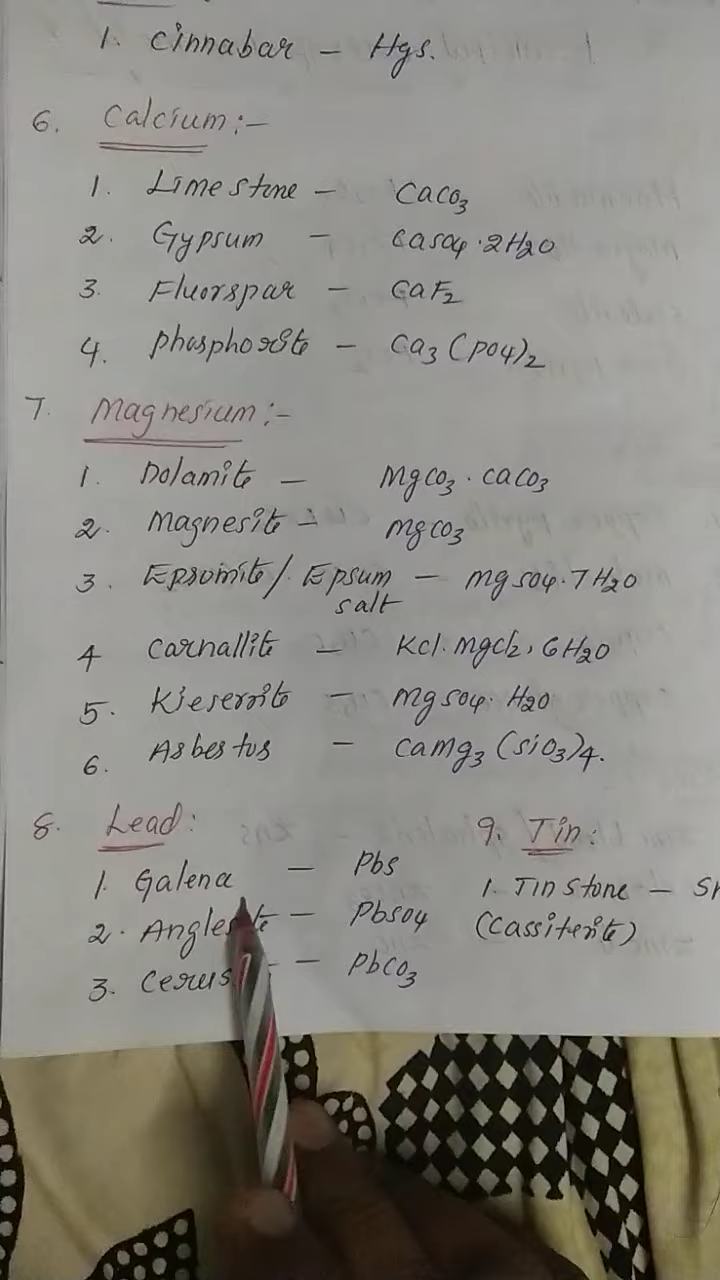 1. Cinnabar – Hgs.
6. Calcium:-
1. Limestone – CaCO3
2. Gypsum – CaSO4·2H2O
3. Fluorspar – CaF2
4. Phosphorite – Ca3(PO4)2
7. Magnesium:-
1. Dolamite – MgCO3·CaCO3
2. Magnesite – MgCO3
3. Epsomite/Epsum – MgSO4·7H2O
salt
4 Carnallite – KCl.MgCl2,6H2O
5. Kieserite – MgSO4·H2O
6. Asbestos – CaMg3(SiO3)4.
8. Lead:
1. Galena – Pbs
2. – PbSO4
3. – PbCO3
9. Tin:
1. Tin stone –
(Cassiterite)